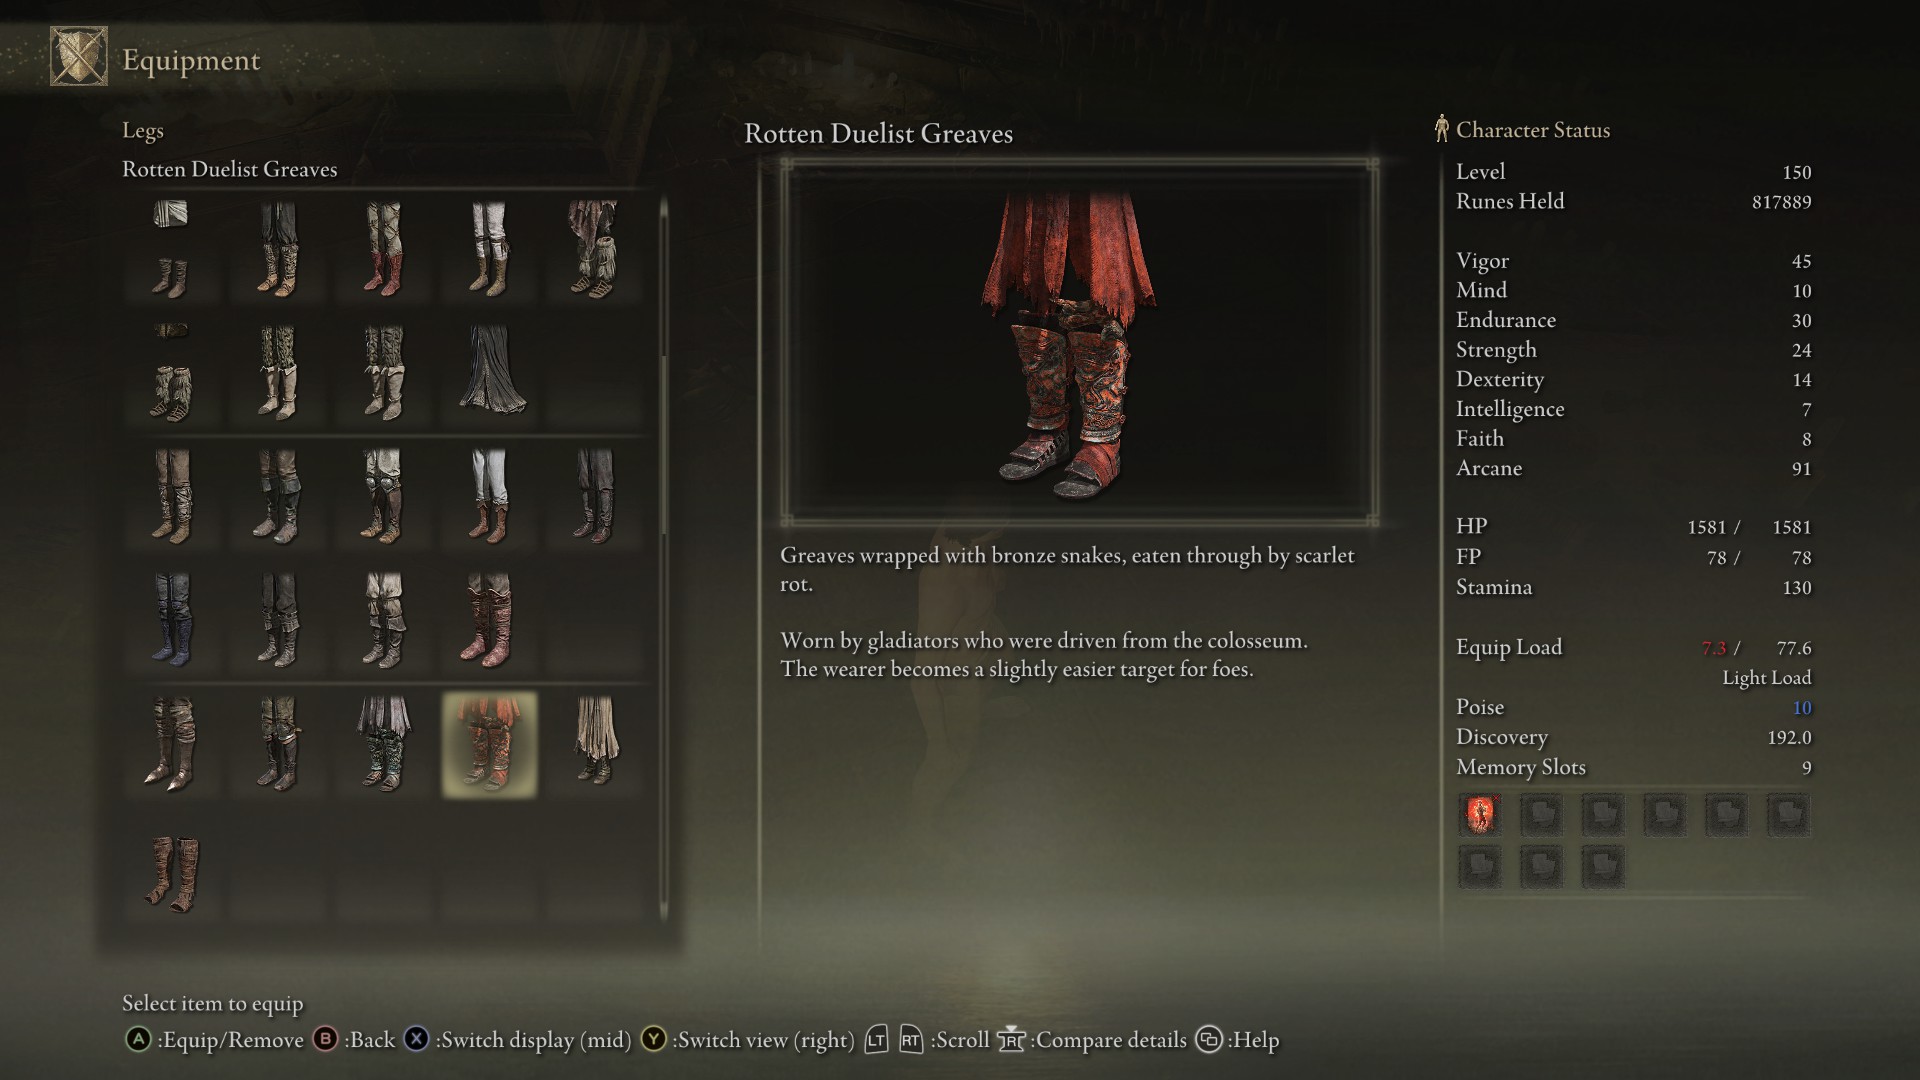 Equipment
Legs
Rotten Duelist Greaves
Rotten Duelist Greaves
Greaves wrapped with bronze snakes, eaten through by scarlet
rot.
Worn by gladiators who were driven from the colosseum.
The wearer becomes a slightly easier target for foes.
Character Status
Level 150
Runes Held 817889
Vigor 45
Mind 10
Endurance 30
Strength 24
Dexterity 14
Intelligence 7
Faith 8
Arcane 91
HP 1581 / 1581
FP 78 / 78
Stamina 130
Equip Load 7.3 / 77.6
Light Load
Poise 10
Discovery 192.0
Memory Slots 9
Select item to equip
A :Equip/Remove B :Back X :Switch display (mid) Y :Switch view (right) LT RT :Scroll R :Compare details :Help